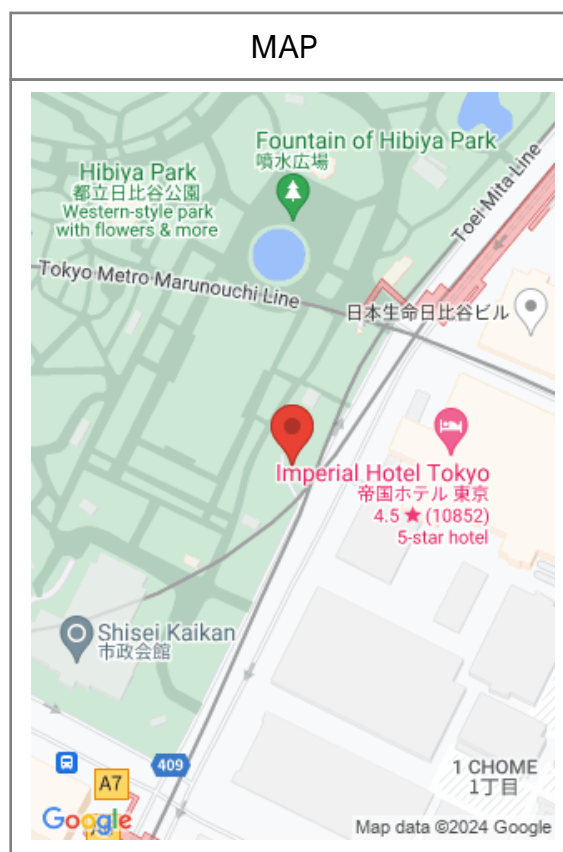 MAP
Fountain of Hibiya Park
噴水広場
Hibiya Park
都立日比谷公園
Western-style park
with flowers & more
Toei Mita Line
Tokyo Metro Marunouchi Line
日本生命日比谷ビル
Imperial Hotel Tokyo
帝国ホテル 東京
4.5 ★ (10852)
5-star hotel
Shisei Kaikan
市政会館
409
A7
1 CHOME
1丁目
Google
Map data ©2024 Google